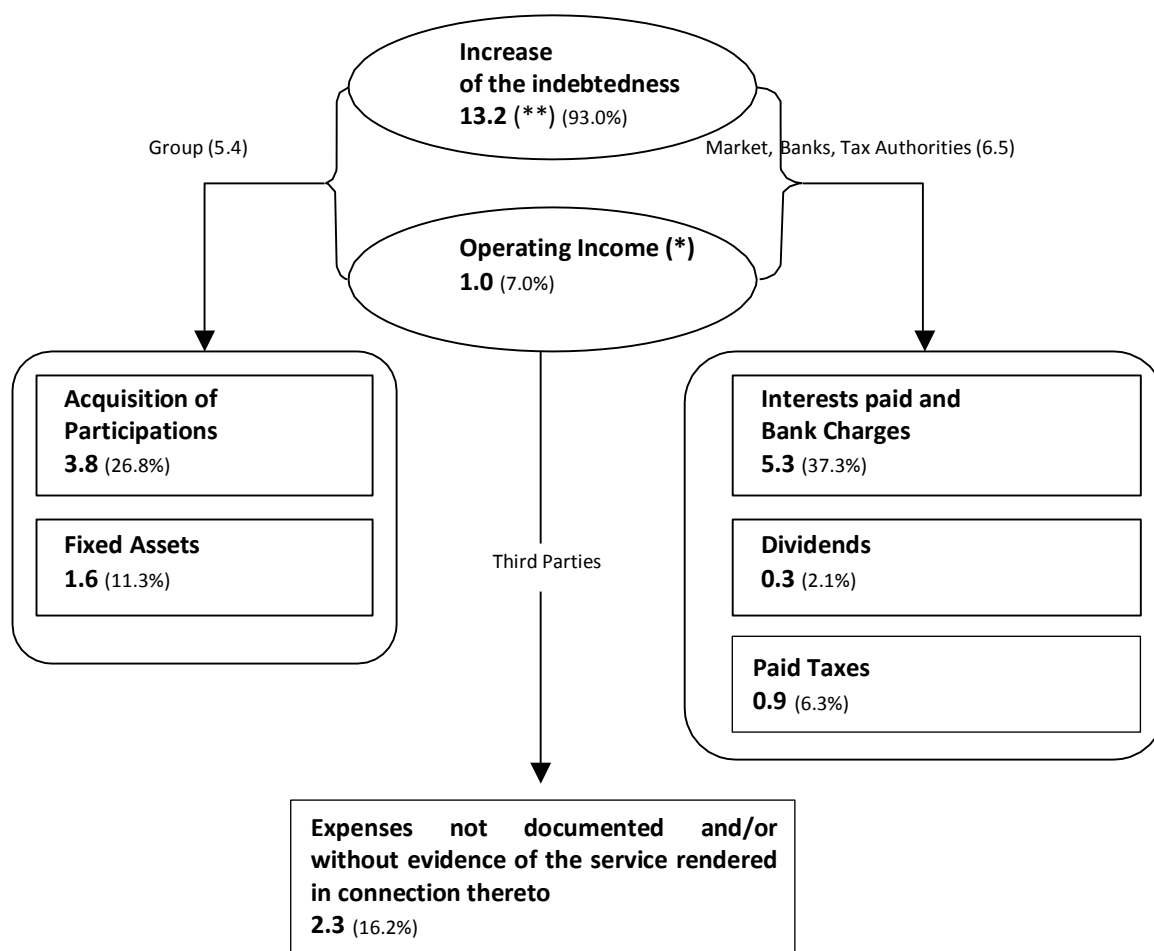 Increase
of the indebtedness
13.2 (**) (93.0%)
Group (5.4)
Market, Banks, Tax Authorities (6.5)
Operating Income (*)
1.0 (7.0%)
Acquisition of
Participations
3.8 (26.8%)
Fixed Assets
1.6 (11.3%)
Third Parties
Interests paid and
Bank Charges
5.3 (37.3%)
Dividends
0.3 (2.1%)
Paid Taxes
0.9 (6.3%)
Expenses not documented and/or
without evidence of the service rendered
in connection thereto
2.3 (16.2%)